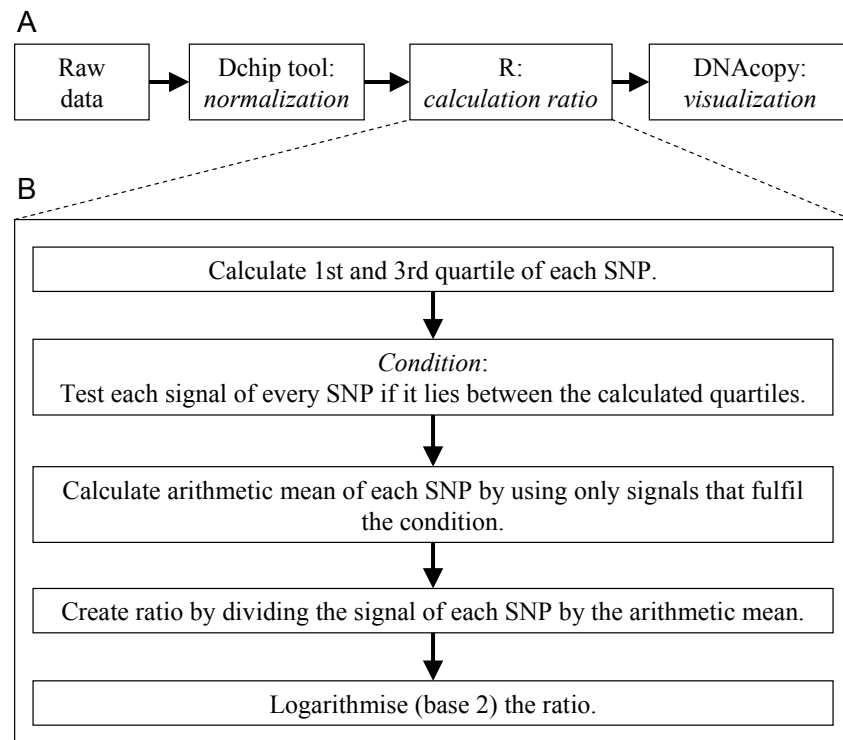 A
Raw
data
Dchip tool:
normalization
R:
calculation ratio
DNAcopy:
visualization
B
Calculate 1st and 3rd quartile of each SNP.
Condition:
Test each signal of every SNP if it lies between the calculated quartiles.
Calculate arithmetic mean of each SNP by using only signals that fulfil
the condition.
Create ratio by dividing the signal of each SNP by the arithmetic mean.
Logarithmise (base 2) the ratio.